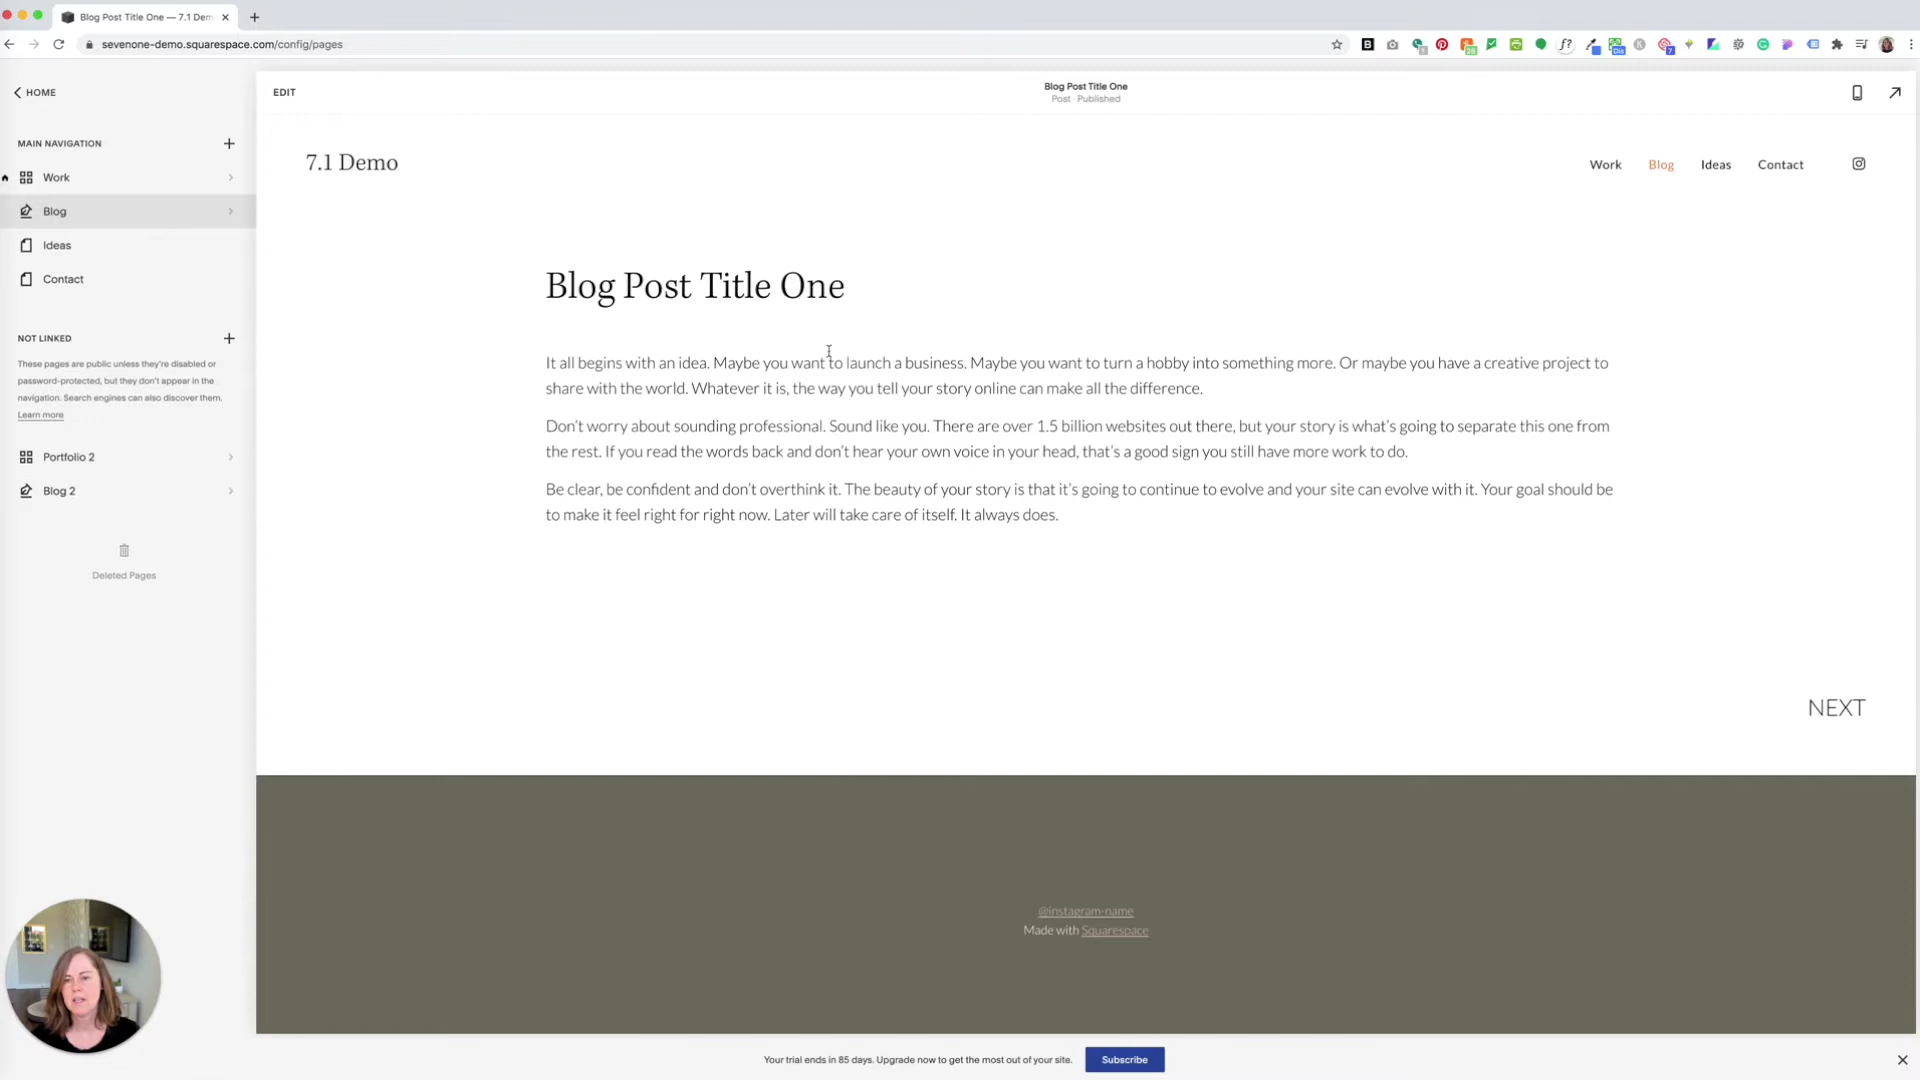 Blog Post Title One — 7.1 Dem
sevenone-demo.squarespace.com/config/pages
HOME
EDIT
Blog Post Title One
Post · Published
MAIN NAVIGATION
Work
Blog
Ideas
Contact
NOT LINKED
These pages are public unless they're disabled or
password-protected, but they don't appear in the
navigation. Search engines can also discover them.
Learn more
Portfolio 2
Blog 2
Deleted Pages
7.1 Demo
Work Blog Ideas Contact
Blog Post Title One
It all begins with an idea. Maybe you want to launch a business. Maybe you want to turn a hobby into something more. Or maybe you have a creative project to
share with the world. Whatever it is, the way you tell your story online can make all the difference.
Don't worry about sounding professional. Sound like you. There are over 1.5 billion websites out there, but your story is what's going to separate this one from
the rest. If you read the words back and don't hear your own voice in your head, that's a good sign you still have more work to do.
Be clear, be confident and don't overthink it. The beauty of your story is that it's going to continue to evolve and your site can evolve with it. Your goal should be
to make it feel right for right now. Later will take care of itself. It always does.
NEXT
@instagram-name
Made with Squarespace
Your trial ends in 85 days. Upgrade now to get the most out of your site. Subscribe